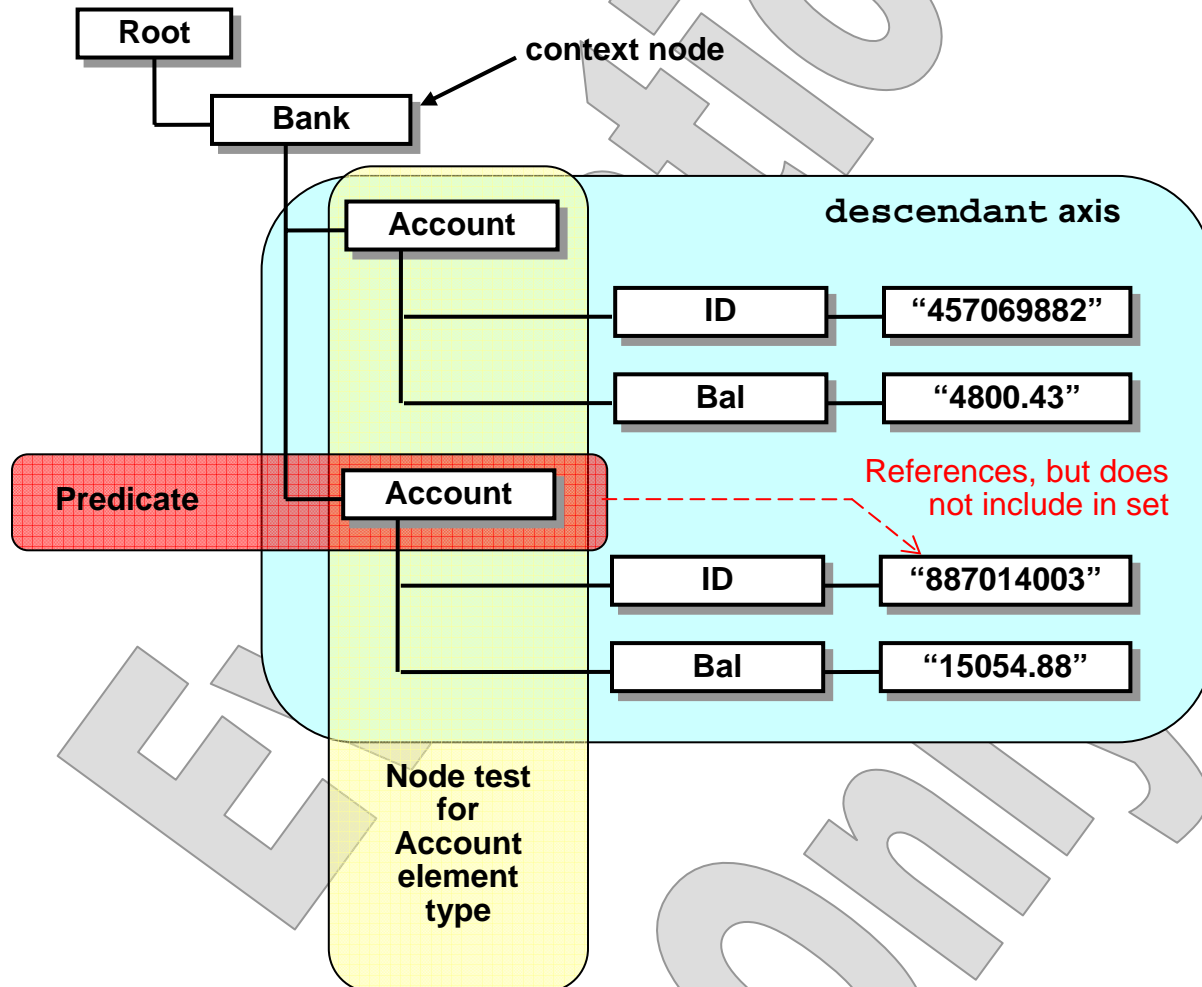 Root
context node
Bank
descendant axis
Account
ID
“457069882”
Bal
“4800.43”
References, but does
not include in set
Predicate
Account
ID
“887014003”
Bal
“15054.88”
Node test
for
Account
element
type